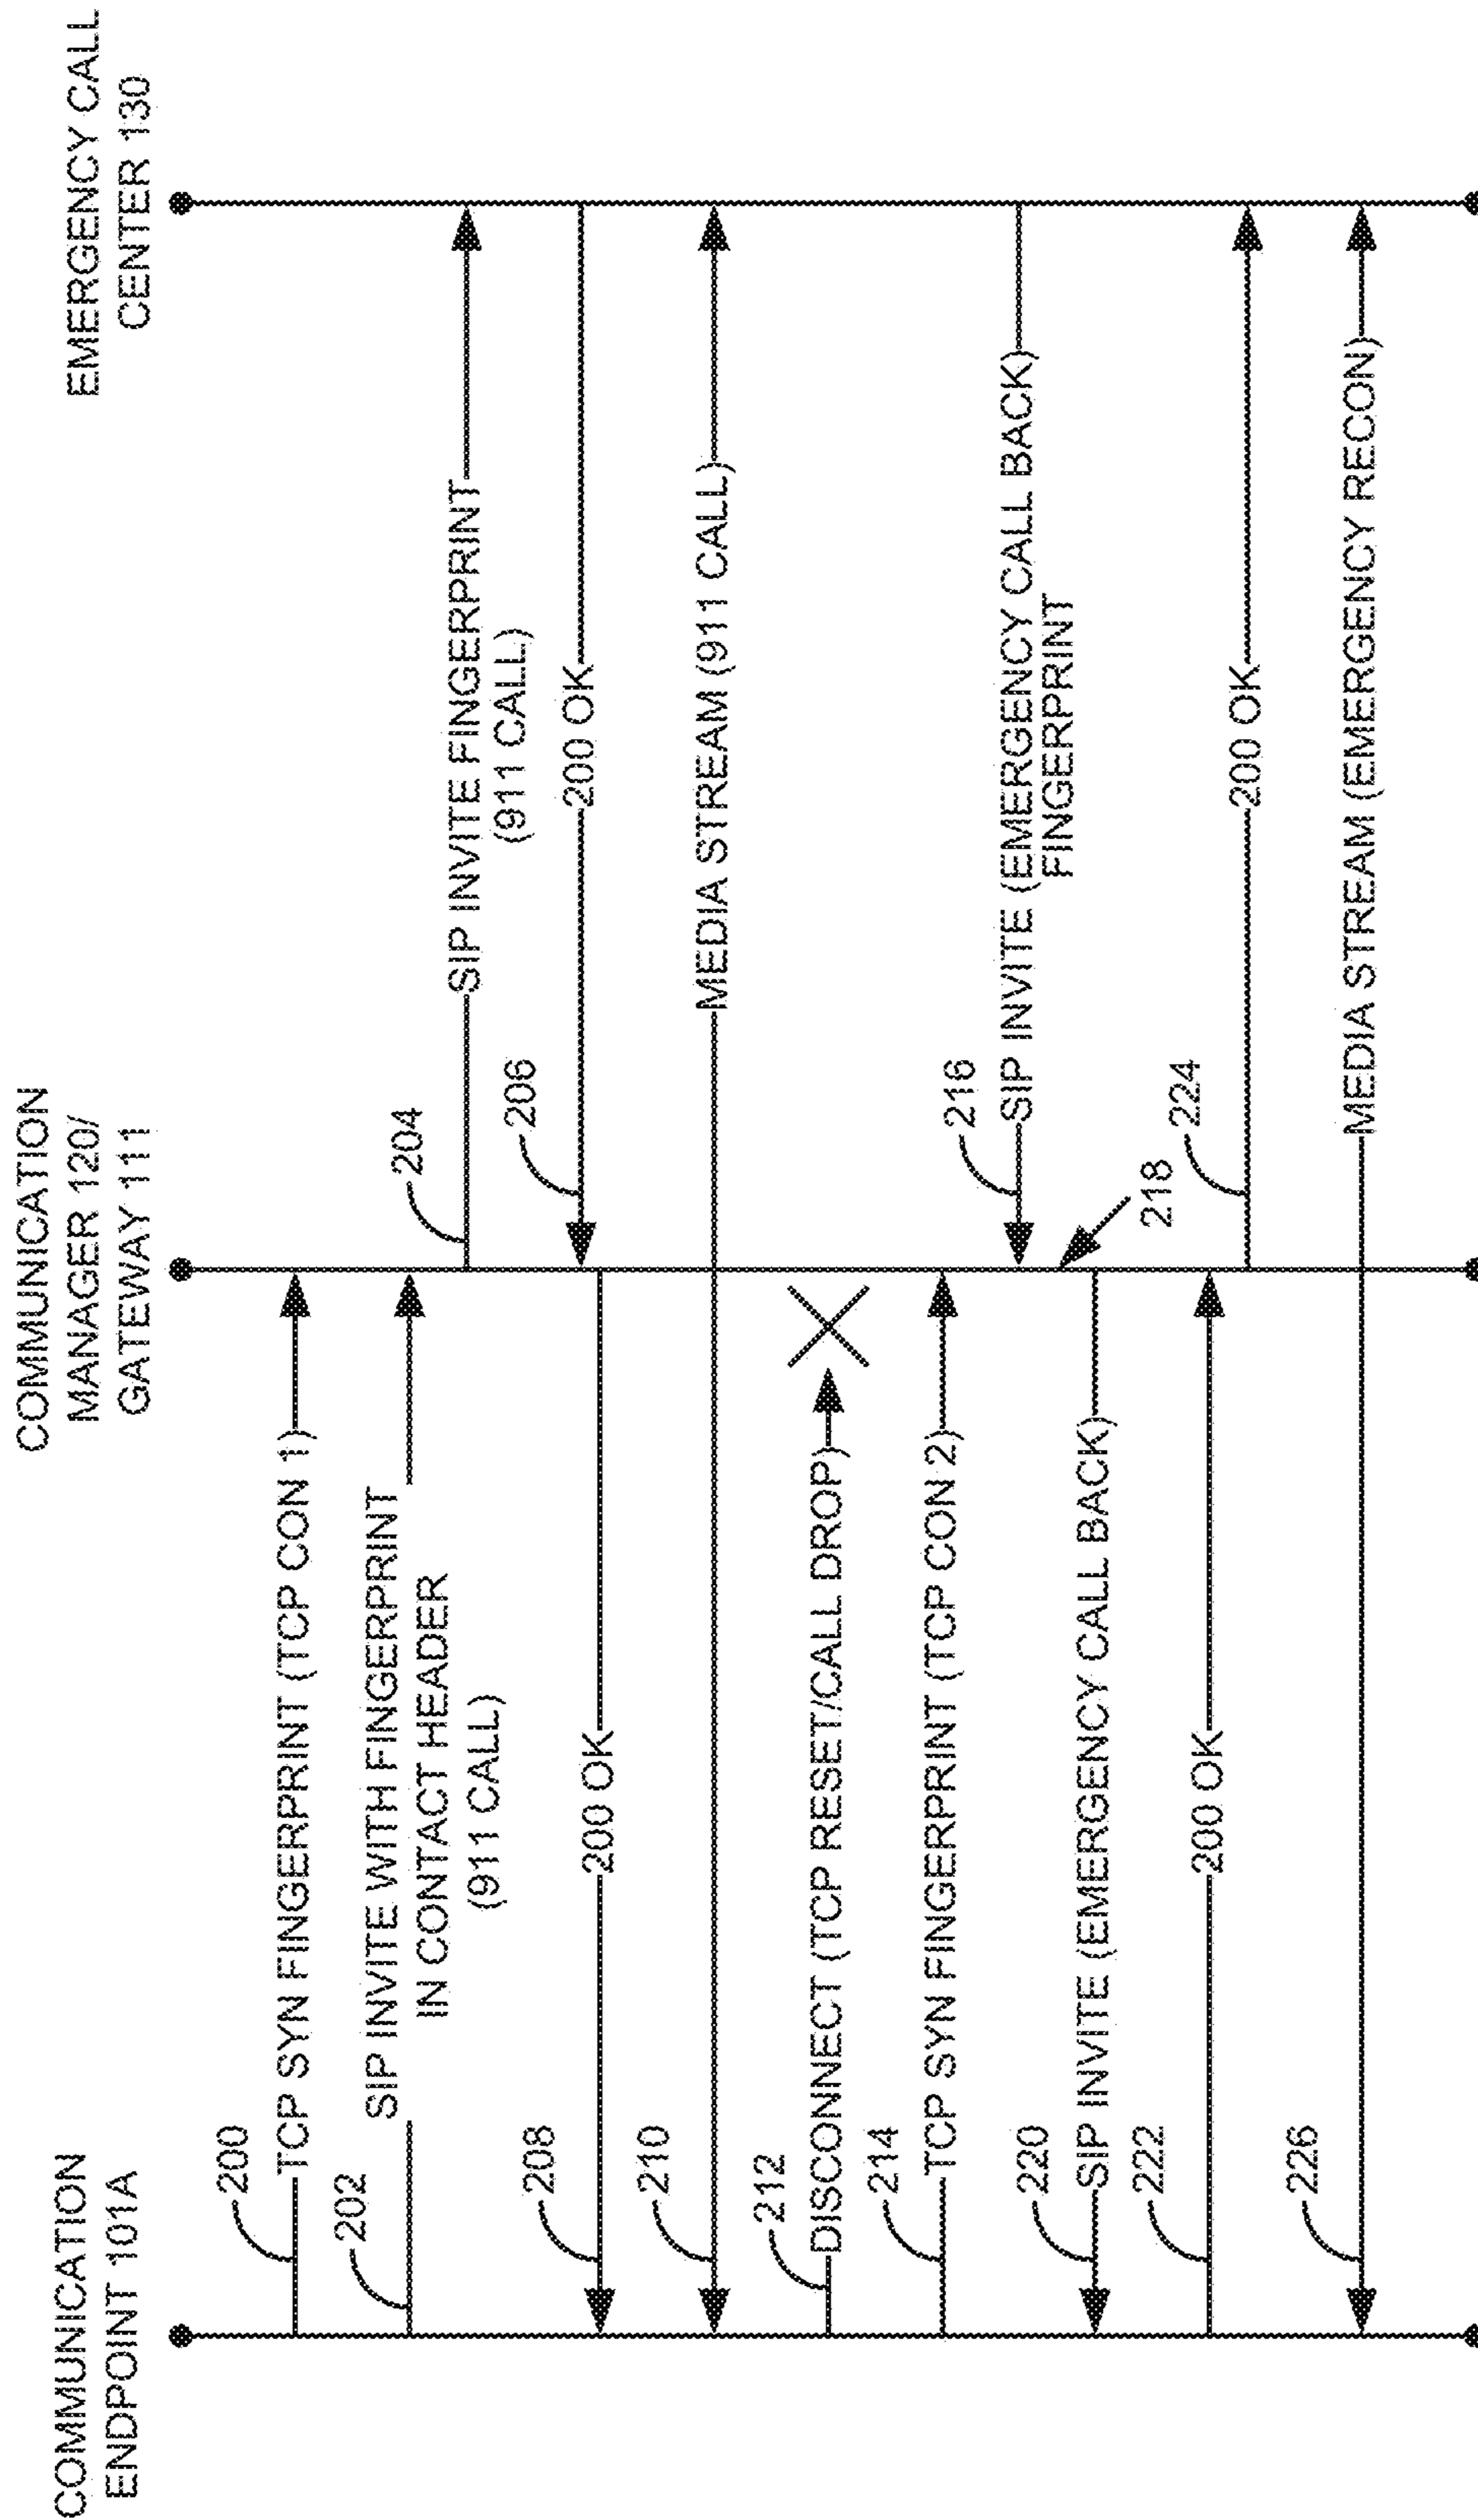 COMMUNICATION
ENDPOINT 101A
COMMUNICATION
MANAGER 120/
GATEWAY 111
EMERGENCY CALL
CENTER 130
200
TCP SYN FINGERPRINT (TCP CON 1)
202
SIP INVITE WITH FINGERPRINT
IN CONTACT HEADER
(911 CALL)
204
SIP INVITE FINGERPRINT
(911 CALL)
206
200 OK
208
200 OK
210
MEDIA STREAM (911 CALL)
212
DISCONNECT (TCP RESET/CALL DROP)
214
TCP SYN FINGERPRINT (TCP CON 2)
216
SIP INVITE (EMERGENCY CALL BACK)
FINGERPRINT
218
220
SIP INVITE (EMERGENCY CALL BACK)
222
200 OK
224
200 OK
226
MEDIA STREAM (EMERGENCY RECON)